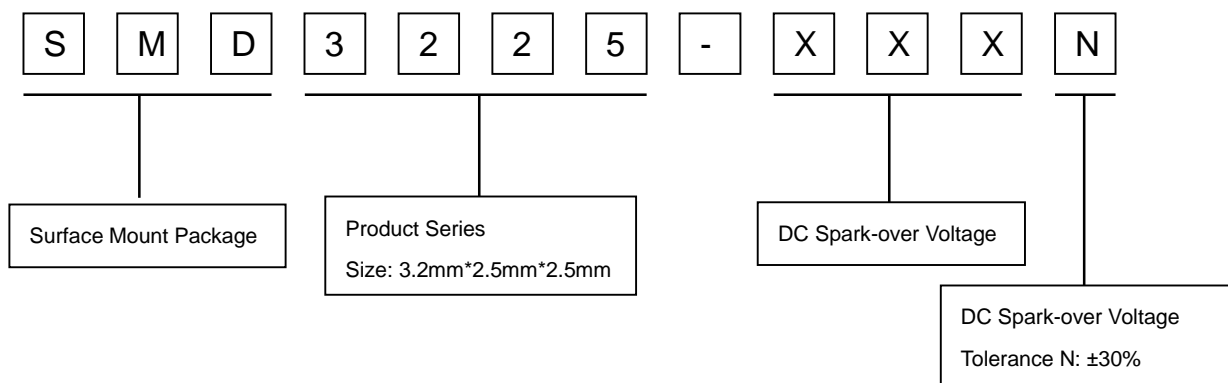 S M D 3 2 2 5 - X X X N
Surface Mount Package
Product Series
Size: 3.2mm*2.5mm*2.5mm
DC Spark-over Voltage
DC Spark-over Voltage
Tolerance N: ±30%